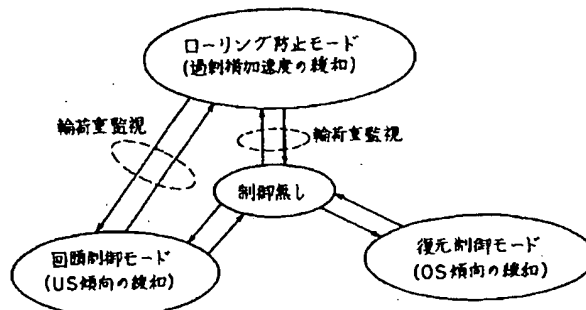 ローリング防止モード
(過剰横加速度の緩和)
輪荷重監視
輪荷重監視
制御無し
回頭制御モード
(US傾向の緩和)
復元制御モード
(OS傾向の緩和)